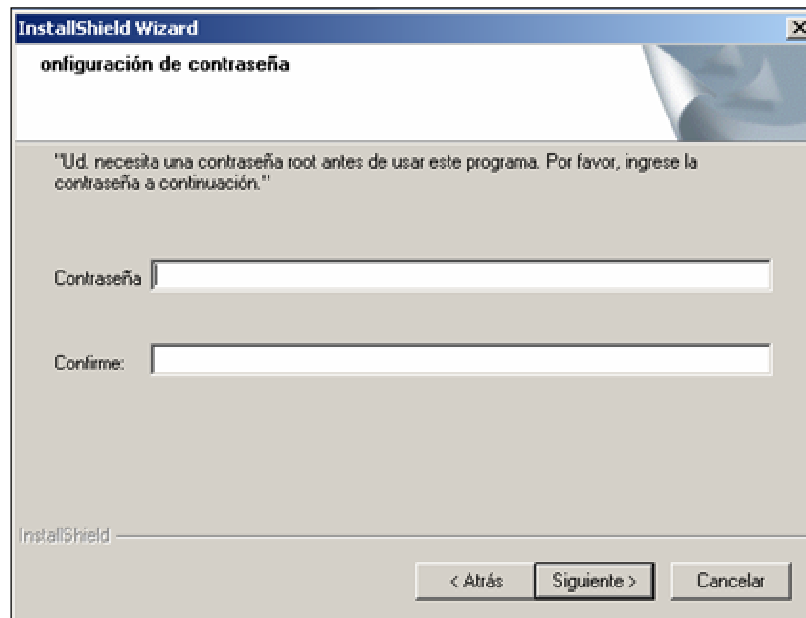 InstallShield Wizard
onfiguración de contraseña
"Ud. necesita una contraseña root antes de usar este programa. Por favor, ingrese la
contraseña a continuación."
Contraseña
Confirme:
InstallShield
< Atrás
Siguiente >
Cancelar